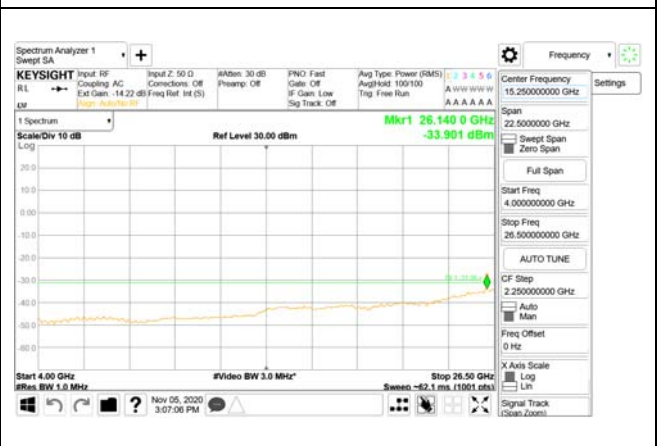 Spectrum Analyzer 1
Swept SA
Frequency
KEYSIGHT Input: RF Input Z: 50 Ω #Atten: 30 dB PNO: Fast Avg Type: Power (RMS) 1 2 3 4 5 6
RL Coupling: AC Corrections: Off Preamp: Off Gate: Off Avg|Hold: 100/100 A WW WW W
Ext Gain: -14.22 dB Freq Ref: Int (S) IF Gain: Low Trig: Free Run
Align: Auto/No RF Sig Track: Off A A A A A A
Center Frequency
15.250000000 GHz
Settings
1 Spectrum
Mkr1 26.140 0 GHz
Scale/Div 10 dB Ref Level 30.00 dBm -33.901 dBm
Log
20.0
10.0
0.00
-10.0
-20.0
-30.0
-40.0
-50.0
-60.0
Start 4.00 GHz #Video BW 3.0 MHz* Stop 26.50 GHz
#Res BW 1.0 MHz Sweep ~62.1 ms (1001 pts)
Span
22.5000000 GHz
Swept Span
Zero Span
Full Span
Start Freq
4.000000000 GHz
Stop Freq
26.500000000 GHz
AUTO TUNE
CF Step
2.250000000 GHz
Auto
Man
Freq Offset
0 Hz
X Axis Scale
Log
Lin
Signal Track
(Span Zoom)
Nov 05, 2020
3:07:06 PM